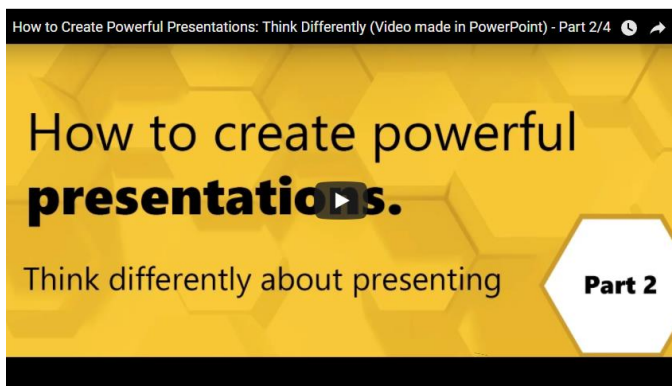 How to Create Powerful Presentations: Think Differently (Video made in PowerPoint) - Part 2/4
How to create powerful
presentations.
Think differently about presenting
Part 2